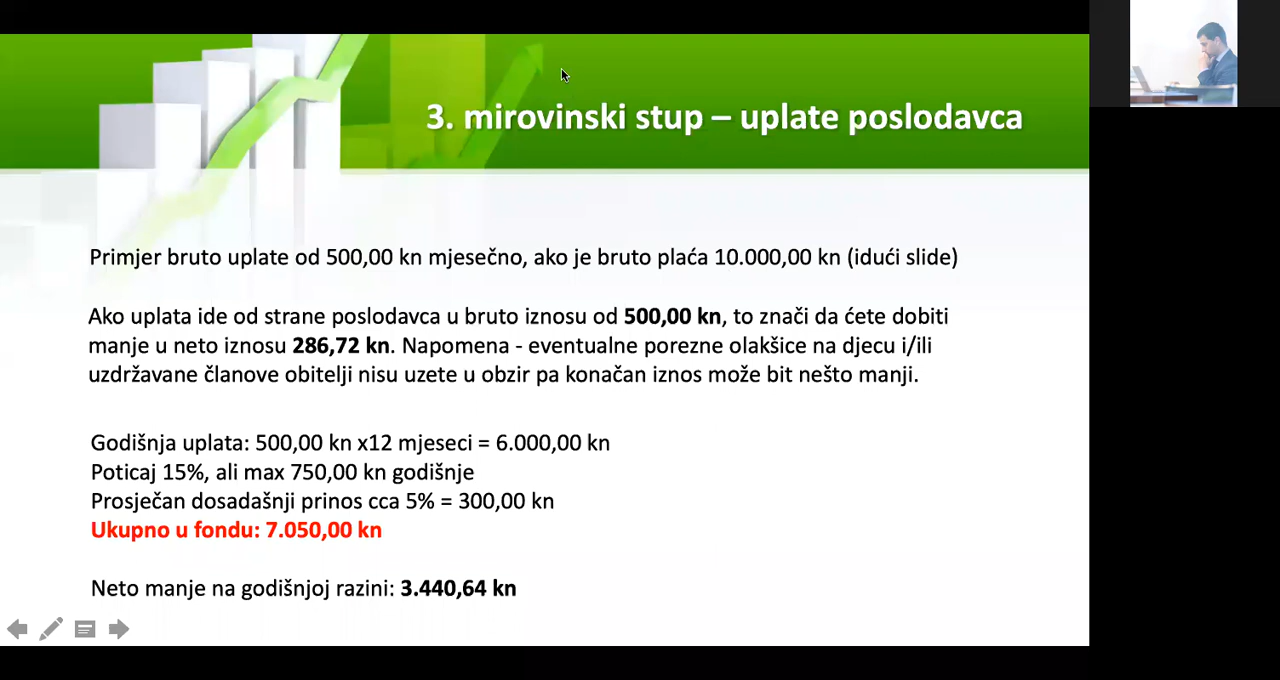 3. mirovinski stup – uplate poslodavca
Primjer bruto uplate od 500,00 kn mjesečno, ako je bruto plaća 10.000,00 kn (idući slide)
Ako uplata ide od strane poslodavca u bruto iznosu od 500,00 kn, to znači da ćete dobiti
manje u neto iznosu 286,72 kn. Napomena - eventualne porezne olakšice na djecu i/ili
uzdržavane članove obitelji nisu uzete u obzir pa konačan iznos može bit nešto manji.
Godišnja uplata: 500,00 kn x12 mjeseci = 6.000,00 kn
Poticaj 15%, ali max 750,00 kn godišnje
Prosječan dosadašnji prinos cca 5% = 300,00 kn
Ukupno u fondu: 7.050,00 kn
Neto manje na godišnjoj razini: 3.440,64 kn